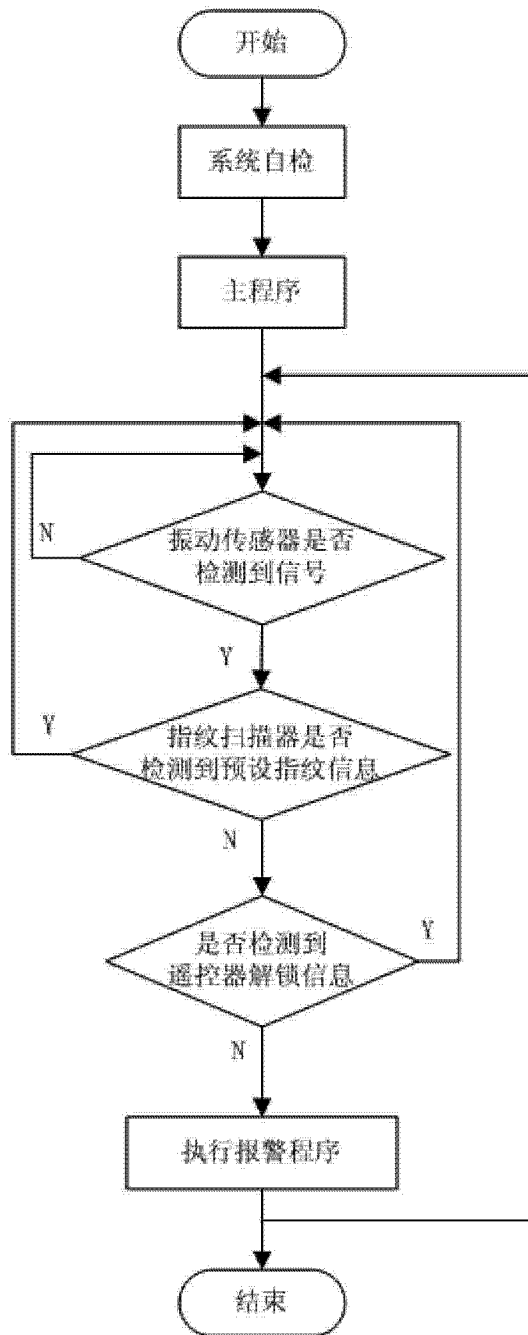 开始
系统自检
主程序
N
振动传感器是否
检测到信号
Y
Y
指纹扫描器是否
检测到预设指纹信息
N
是否检测到
遥控器解锁信息
Y
N
执行报警程序
结束